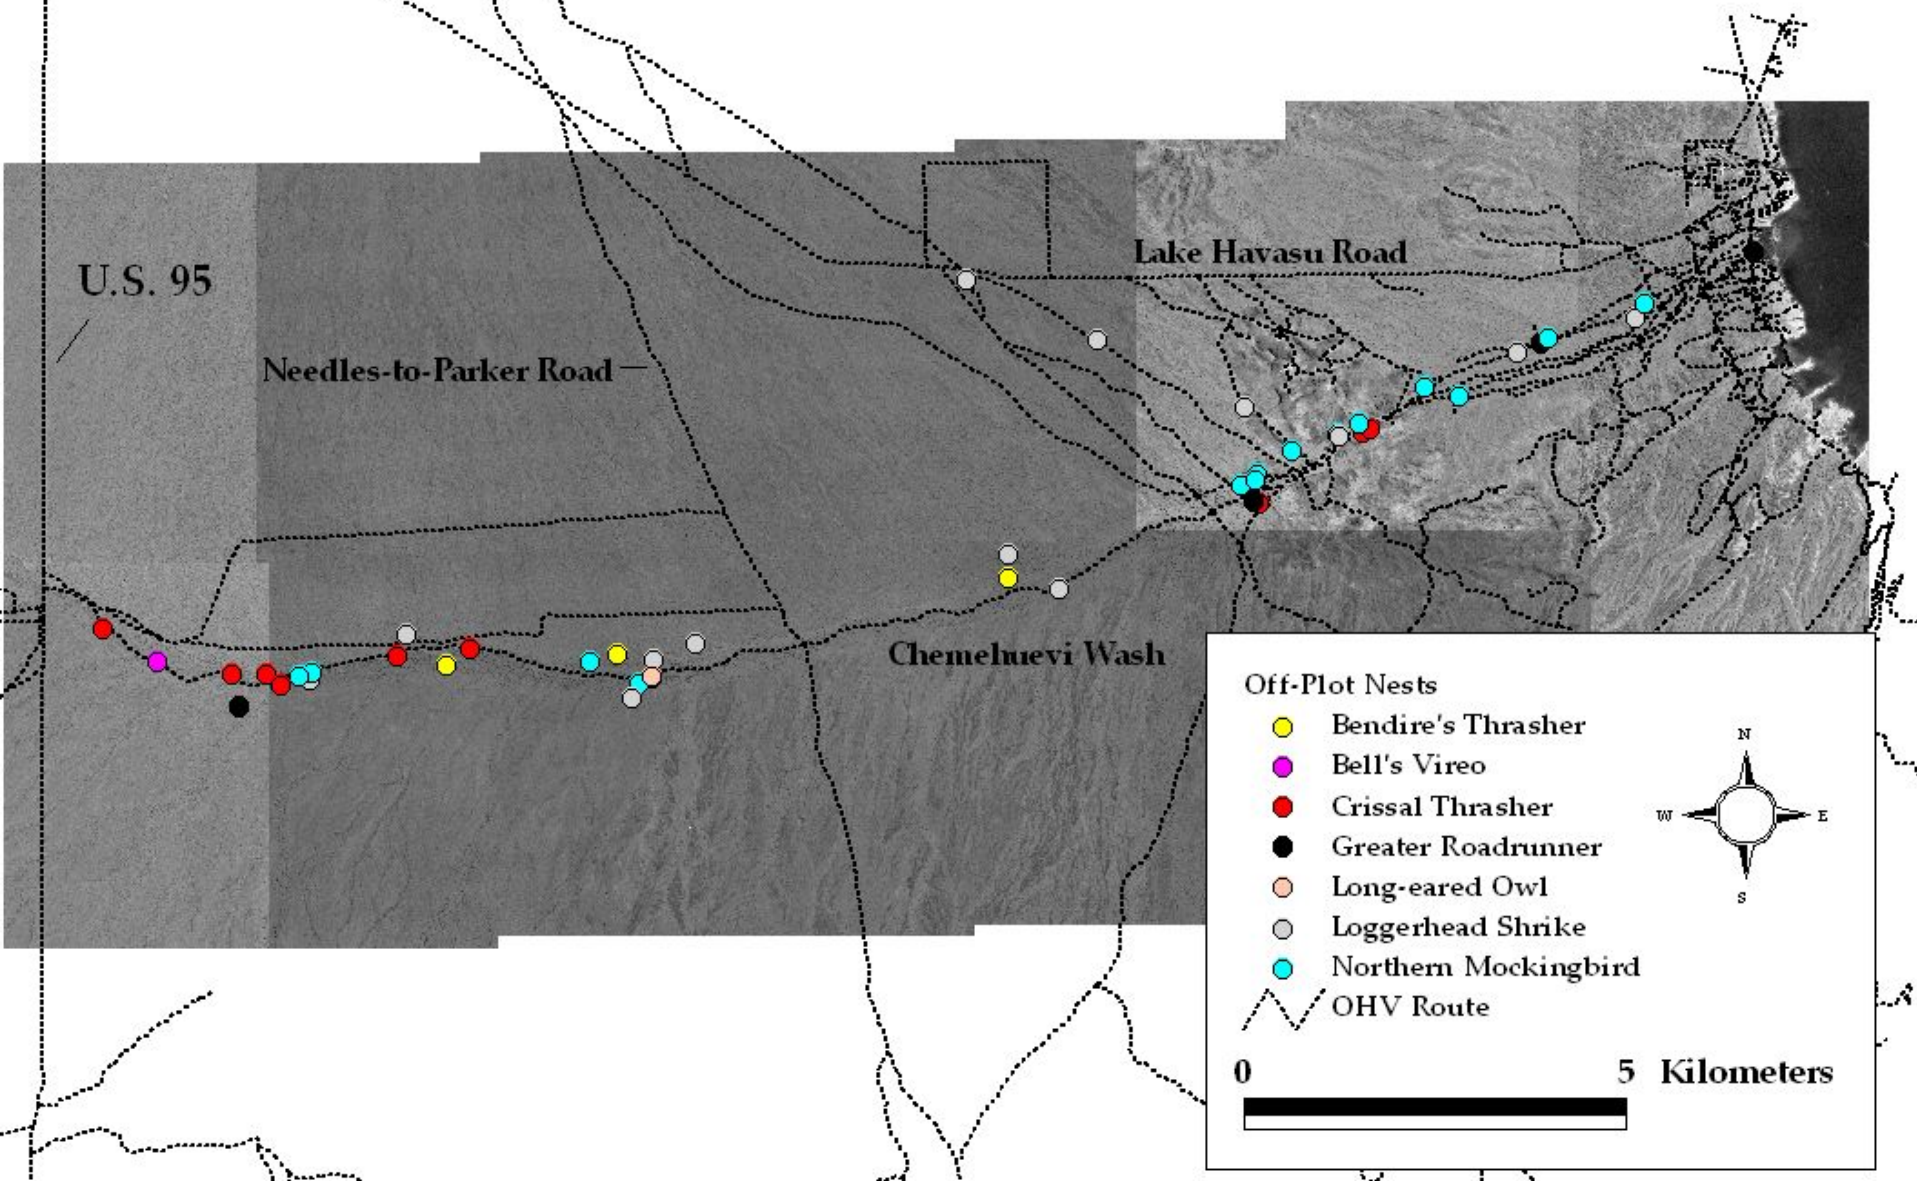 Lake Havasu Road
U.S. 95
Needles-to-Parker Road
Chemehuevi Wash
Off-Plot Nests
Bendire's Thrasher
Bell's Vireo
Crissal Thrasher
Greater Roadrunner
Long-eared Owl
Loggerhead Shrike
Northern Mockingbird
OHV Route
N
W E
S
0 5 Kilometers